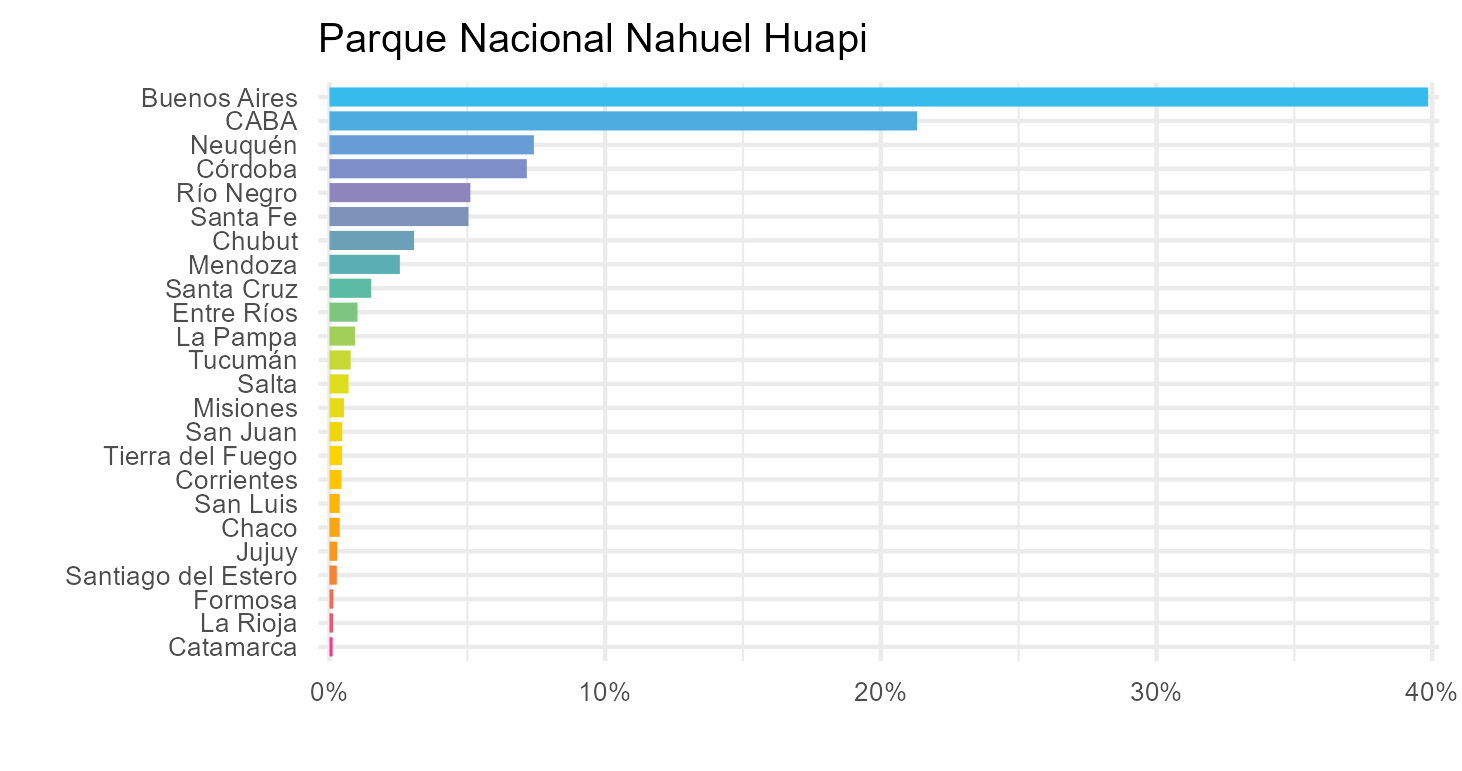 Parque Nacional Nahuel Huapi
Buenos Aires
CABA
Neuquén
Córdoba
Río Negro
Santa Fe
Chubut
Mendoza
Santa Cruz
Entre Ríos
La Pampa
Tucumán
Salta
Misiones
San Juan
Tierra del Fuego
Corrientes
San Luis
Chaco
Jujuy
Santiago del Estero
Formosa
La Rioja
Catamarca
0% 10% 20% 30% 40%